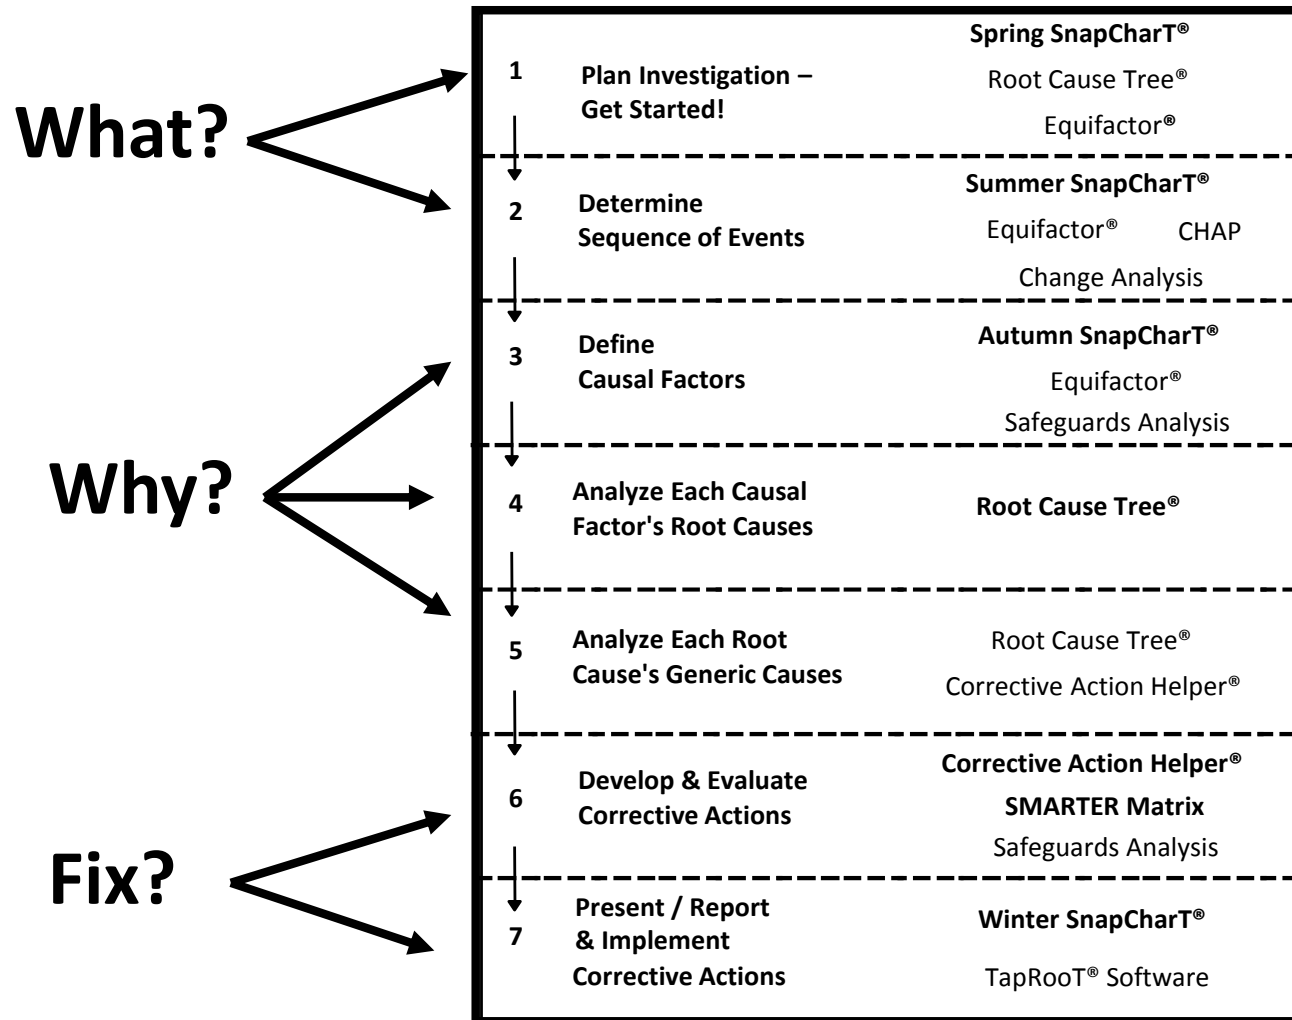 What?
1
Plan Investigation –
Get Started!
Spring SnapCharT®
Root Cause Tree®
Equifactor®
2
Determine
Sequence of Events
Summer SnapCharT®
Equifactor® CHAP
Change Analysis
Why?
3
Define
Causal Factors
Autumn SnapCharT®
Equifactor®
Safeguards Analysis
4
Analyze Each Causal
Factor's Root Causes
Root Cause Tree®
5
Analyze Each Root
Cause's Generic Causes
Root Cause Tree®
Corrective Action Helper®
Fix?
6
Develop & Evaluate
Corrective Actions
Corrective Action Helper®
SMARTER Matrix
Safeguards Analysis
7
Present / Report
& Implement
Corrective Actions
Winter SnapCharT®
TapRooT® Software